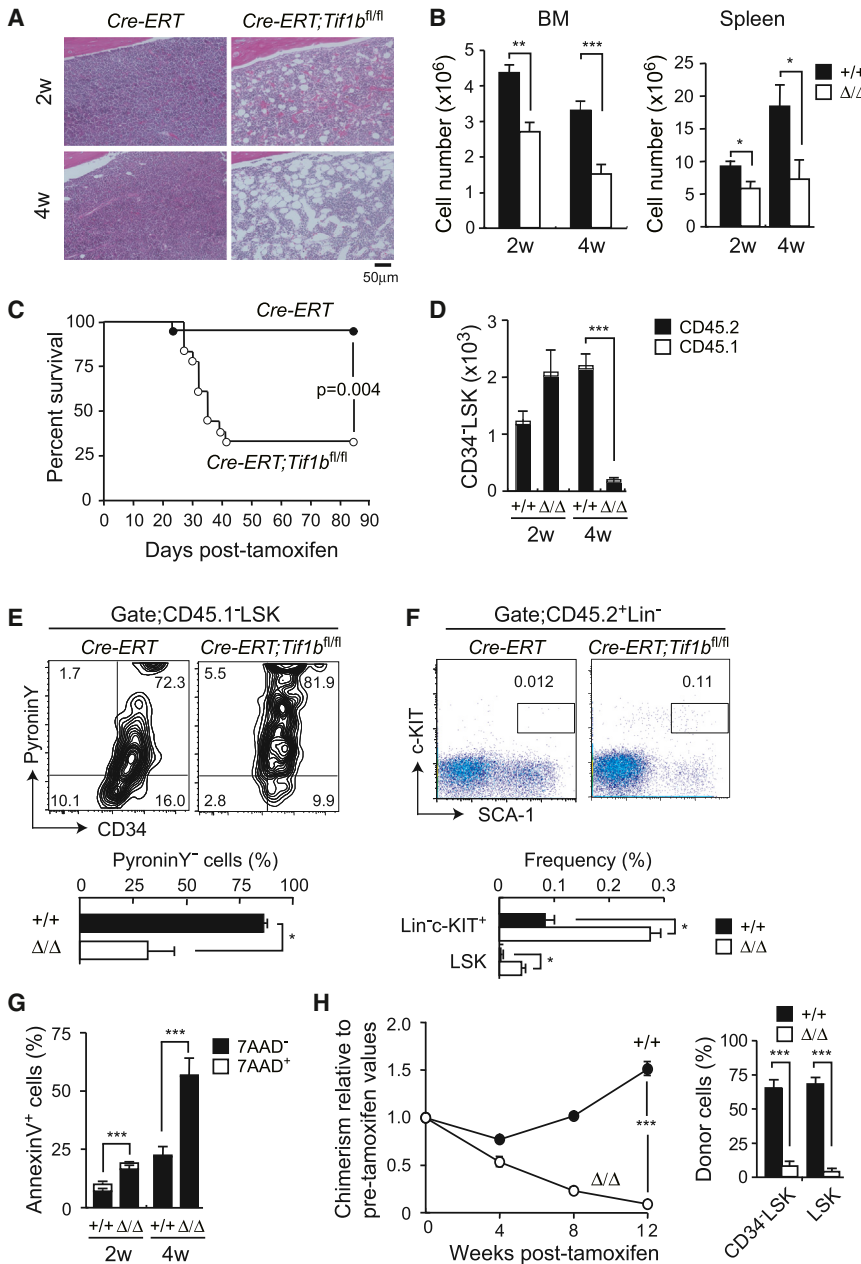 A
Cre-ERT
Cre-ERT;Tif1b^fl/fl
2w
4w
50μm
B
BM
Spleen
Cell number (x10^6)
5
4
3
2
1
0
**
***
2w
4w
Cell number (x10^6)
25
20
15
10
5
0
*
*
2w
4w
+/+
Δ/Δ
C
Percent survival
100
75
50
25
0
Cre-ERT
p=0.004
Cre-ERT;Tif1b^fl/fl
0 10 20 30 40 50 60 70 80 90
Days post-tamoxifen
D
CD34^-LSK (x10^3)
3
2
1
0
***
CD45.2
CD45.1
+/+ Δ/Δ +/+ Δ/Δ
2w 4w
E
Gate;CD45.1^-LSK
Cre-ERT
Cre-ERT;Tif1b^fl/fl
PyroninY
1.7
72.3
10.1
16.0
5.5
81.9
2.8
9.9
CD34
PyroninY^- cells (%)
0 25 50 75 100
+/+
Δ/Δ
*
F
Gate;CD45.2^+Lin^-
Cre-ERT
Cre-ERT;Tif1b^fl/fl
c-KIT
0.012
0.11
SCA-1
Frequency (%)
0 0.1 0.2 0.3
Lin^-c-KIT^+
*
LSK
*
+/+
Δ/Δ
G
AnnexinV^+ cells (%)
75
25
0
***
***
7AAD^-
7AAD^+
+/+ Δ/Δ +/+ Δ/Δ
2w 4w
H
Chimerism relative to
pre-tamoxifen values
2.0
1.5
1.0
0.5
0
+/+
***
Δ/Δ
0 4 8 12
Weeks post-tamoxifen
+/+
Δ/Δ
Donor cells (%)
100
75
50
25
0
***
***
CD34^-LSK
LSK